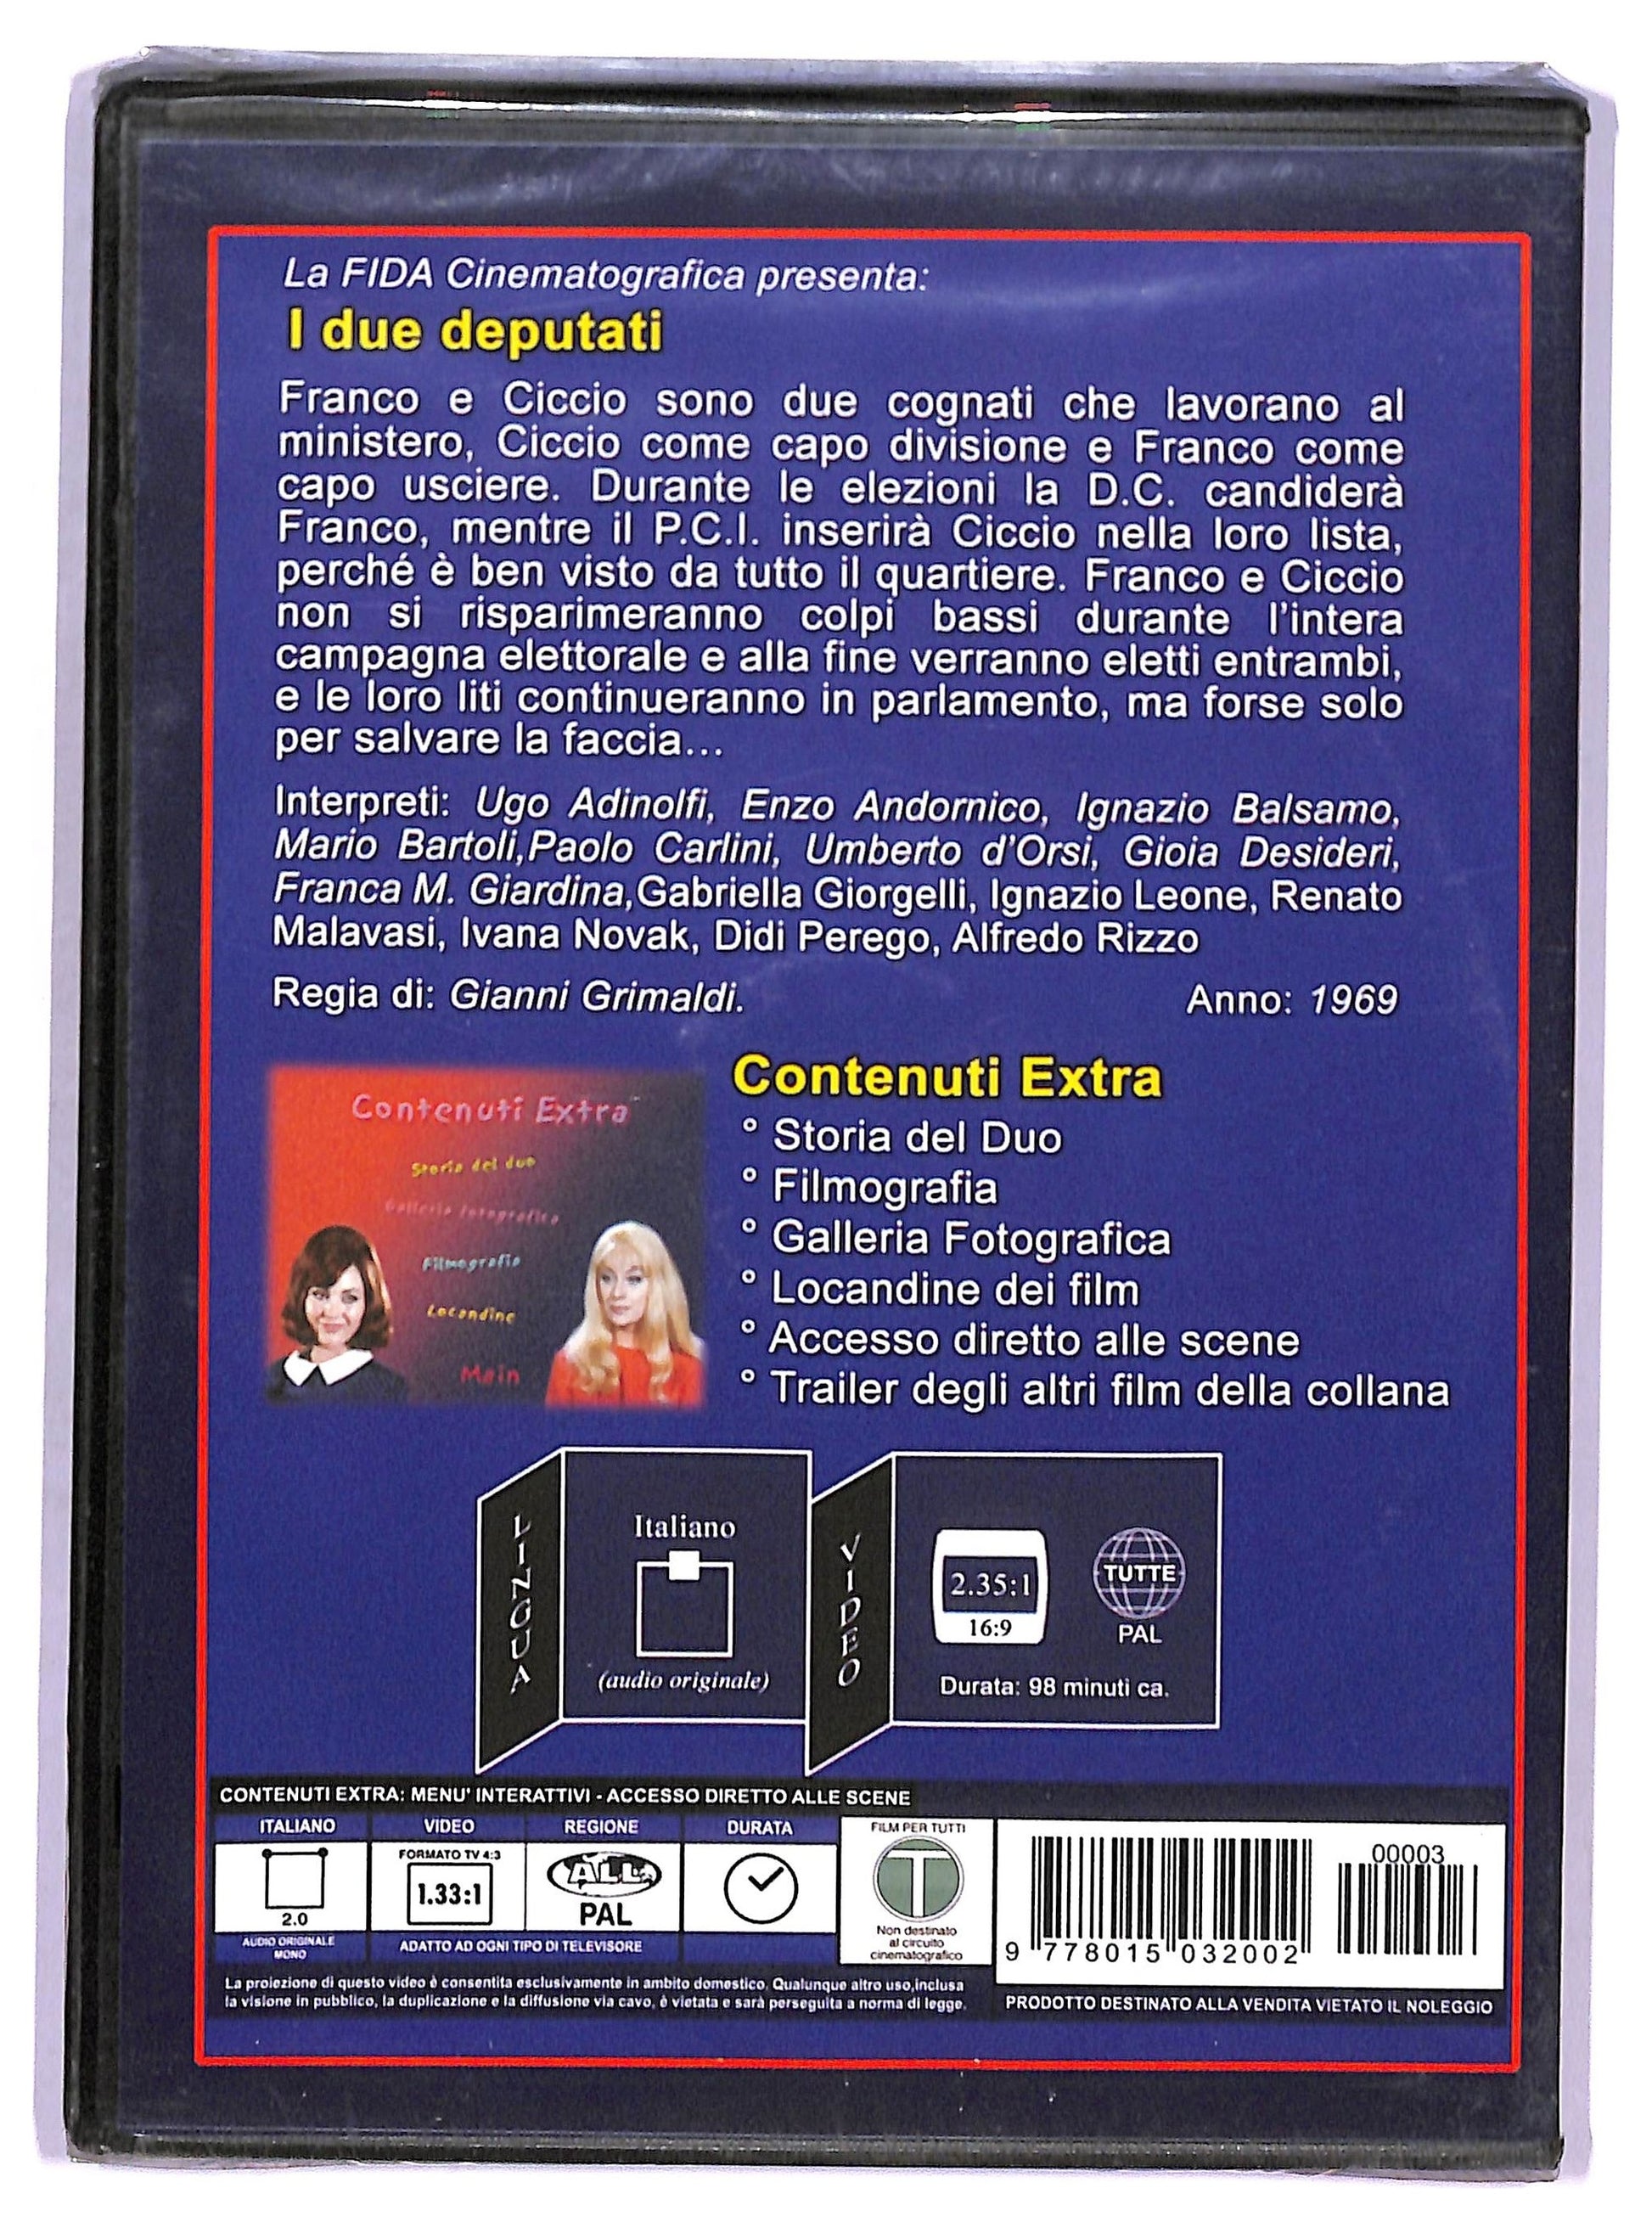 La FIDA Cinematografica presenta:
I due deputati
Franco e Ciccio sono due cognati che lavorano al
ministero, Ciccio come capo divisione e Franco come
capo usciere. Durante le elezioni la D.C. candiderà
Franco, mentre il P.C.I. inserirà Ciccio nella loro lista,
perché è ben visto da tutto il quartiere. Franco e Ciccio
non si risparimeranno colpi bassi durante l'intera
campagna elettorale e alla fine verranno eletti entrambi,
e le loro liti continueranno in parlamento, ma forse solo
per salvare la faccia...
Interpreti: Ugo Adinolfi, Enzo Andornico, Ignazio Balsamo,
Mario Bartoli,Paolo Carlini, Umberto d'Orsi, Gioia Desideri,
Franca M. Giardina,Gabriella Giorgelli, Ignazio Leone, Renato
Malavasi, Ivana Novak, Didi Perego, Alfredo Rizzo
Regia di: Gianni Grimaldi. Anno: 1969
Contenuti Extra
Storia del duo
Galleria fotografica
Filmografia
Locandine
Main
Contenuti Extra
° Storia del Duo
° Filmografia
° Galleria Fotografica
° Locandine dei film
° Accesso diretto alle scene
° Trailer degli altri film della collana
LINGUA
Italiano
(audio originale)
VIDEO
2.35:1
16:9
TUTTE
PAL
Durata: 98 minuti ca.
CONTENUTI EXTRA: MENU' INTERATTIVI - ACCESSO DIRETTO ALLE SCENE
ITALIANO VIDEO REGIONE DURATA
2.0
AUDIO ORIGINALE
MONO
FORMATO TV 4:3
1.33:1
ALL
PAL
ADATTO AD OGNI TIPO DI TELEVISORE
FILM PER TUTTI
T
Non destinato
al circuito
cinematografico
00003
9 778015 032002
La proiezione di questo video è consentita esclusivamente in ambito domestico. Qualunque altro uso,inclusa
la visione in pubblico, la duplicazione e la diffusione via cavo, è vietata e sarà perseguita a norma di legge.
PRODOTTO DESTINATO ALLA VENDITA VIETATO IL NOLEGGIO